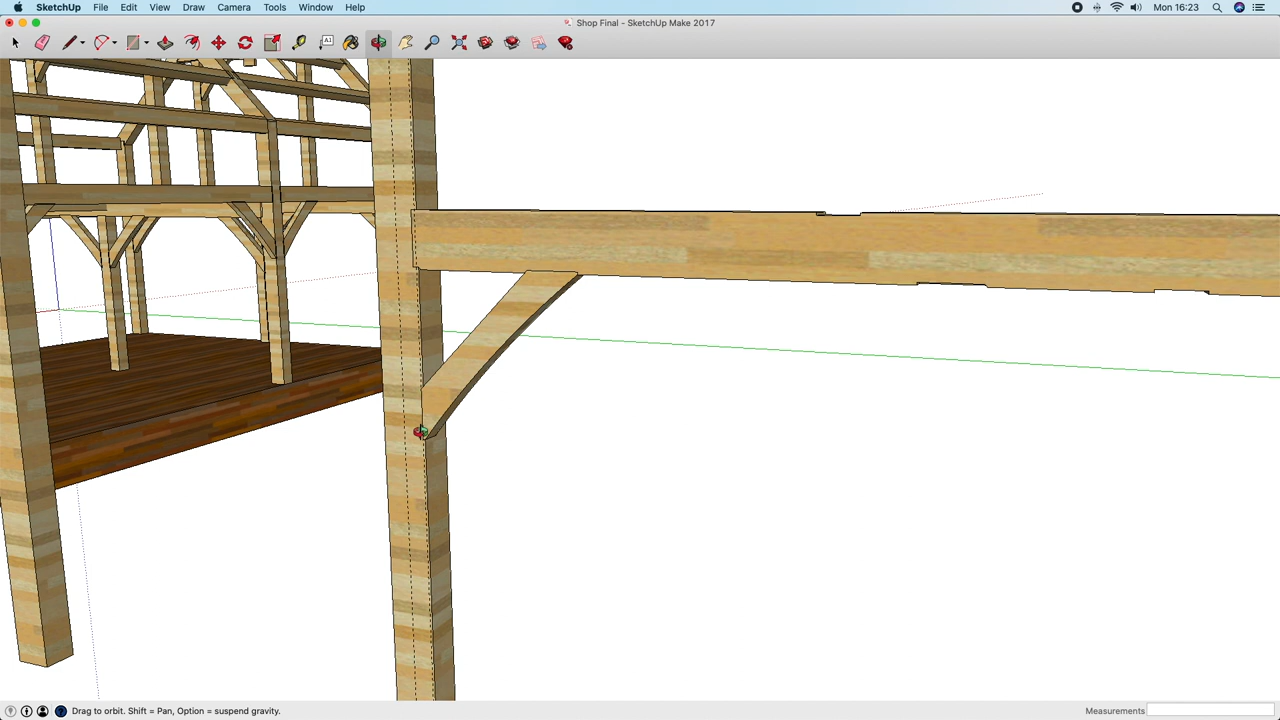 SketchUp File Edit View Draw Camera Tools Window Help Mon 16:23
Shop Final - SketchUp Make 2017
A1
Drag to orbit. Shift = Pan, Option = suspend gravity. Measurements